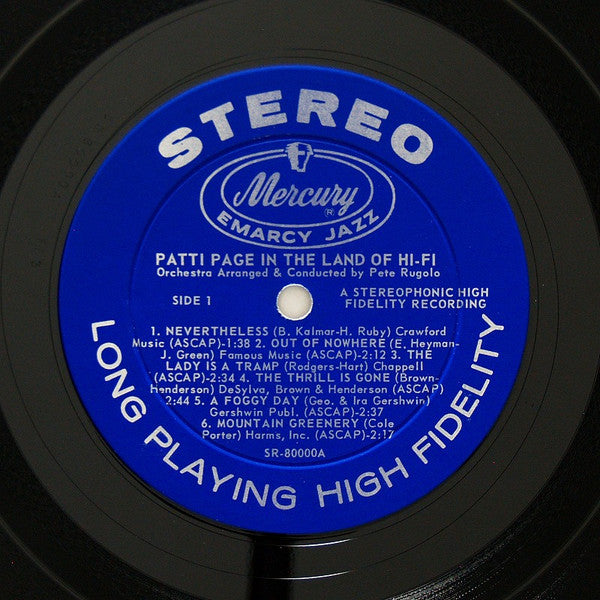 STEREO
Mercury
®
EMARCY JAZZ
PATTI PAGE IN THE LAND OF HI-FI
Orchestra Arranged & Conducted by Pete Rugolo
SIDE 1
A STEREOPHONIC HIGH
FIDELITY RECORDING
1. NEVERTHELESS (B. Kalmar-H. Ruby) Crawford
Music (ASCAP)-1:38 2. OUT OF NOWHERE (E. Heyman-
J. Green) Famous Music (ASCAP)-2:12 3. THE
LADY IS A TRAMP (Rodgers-Hart) Chappell
(ASCAP)-2:34 4. THE THRILL IS GONE (Brown-
Henderson) DeSylva, Brown & Henderson (ASCAP)
2:44 5. A FOGGY DAY (Geo. & Ira Gershwin)
Gershwin Publ. (ASCAP)-2:37
6. MOUNTAIN GREENERY (Cole
Porter) Harms, Inc. (ASCAP)-2:17
SR-80000A
LONG PLAYING HIGH FIDELITY